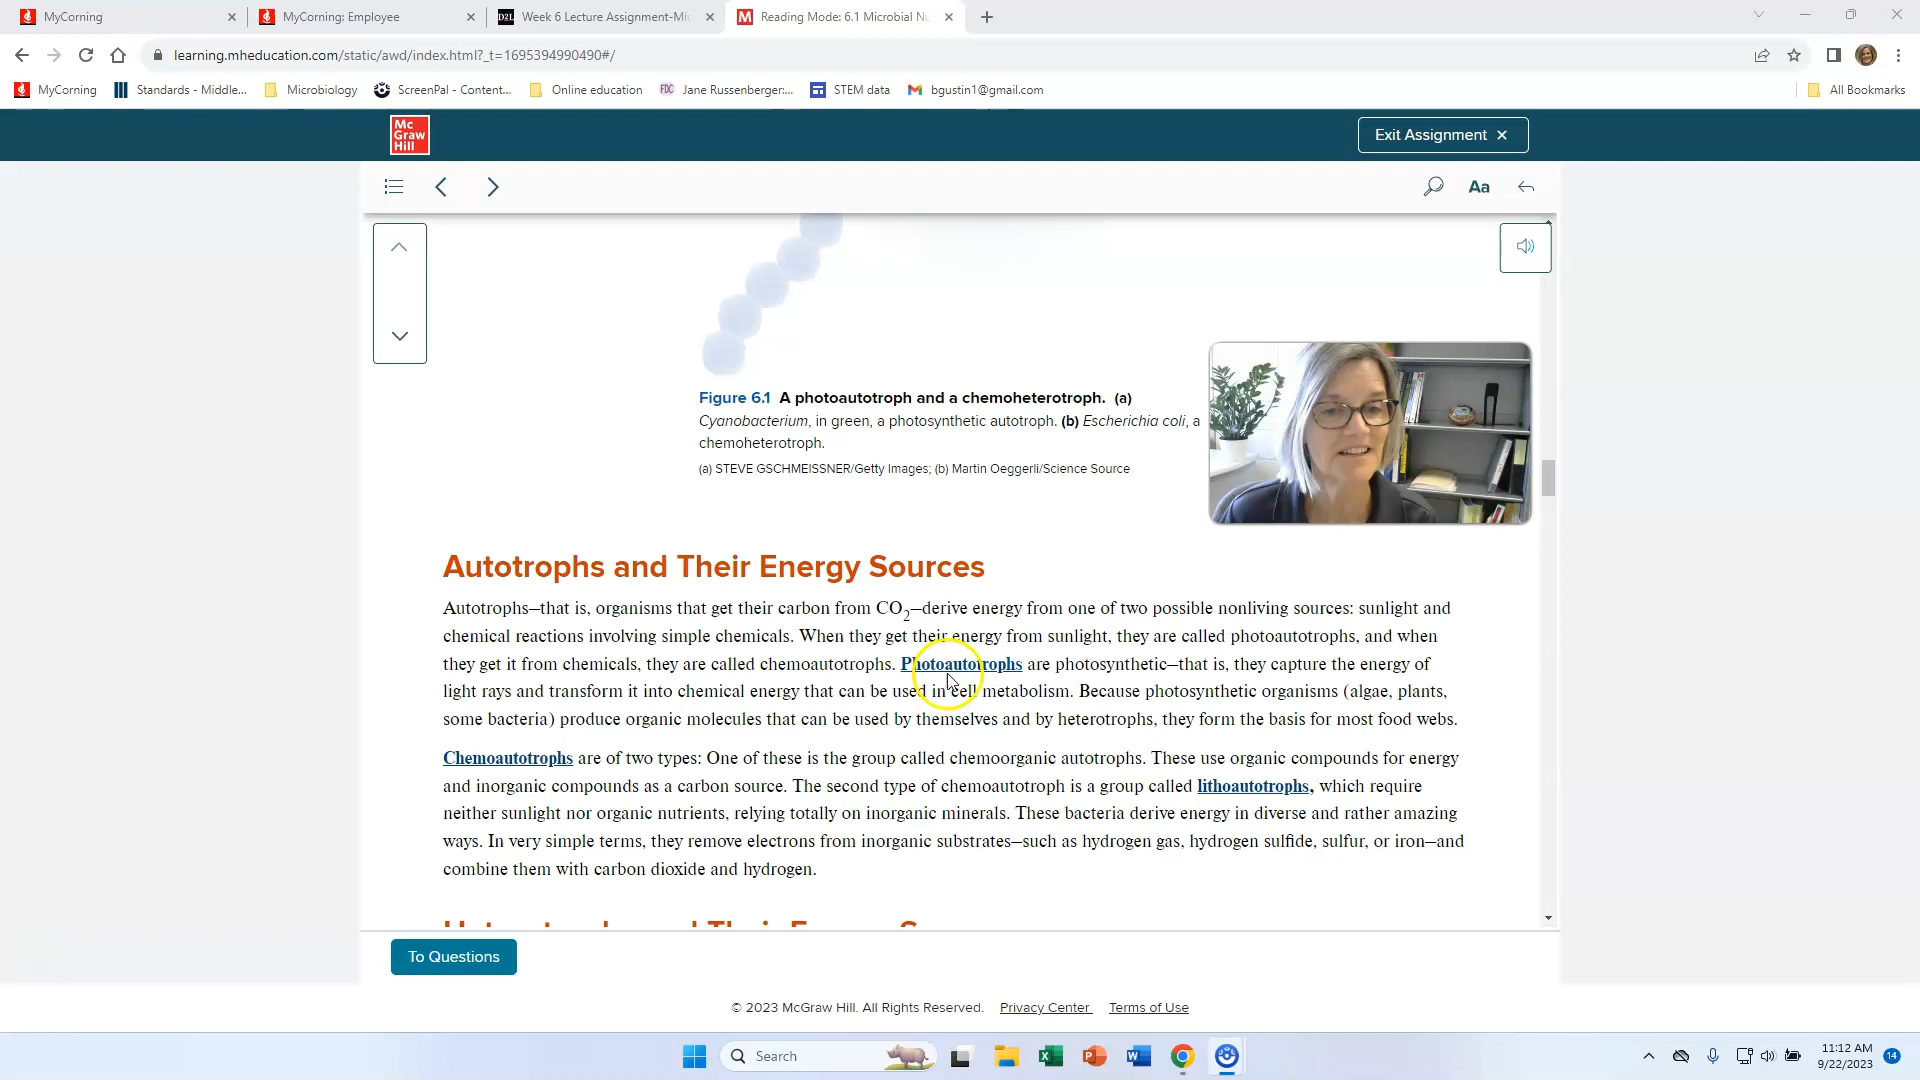 MyCorning
MyCorning: Employee
D2L
Week 6 Lecture Assignment-Mi
M
Reading Mode: 6.1 Microbial Nu
learning.mheducation.com/static/awd/index.html?_t=1695394990490#/
MyCorning
Standards - Middle...
Microbiology
ScreenPal - Content...
Online education
FDC
Jane Russenberger:...
STEM data
bgustin1@gmail.com
All Bookmarks
Mc
Graw
Hill
Exit Assignment
Aa
Figure 6.1 A photoautotroph and a chemoheterotroph. (a)
Cyanobacterium, in green, a photosynthetic autotroph. (b) Escherichia coli, a
chemoheterotroph.
(a) STEVE GSCHMEISSNER/Getty Images; (b) Martin Oeggerli/Science Source
Autotrophs and Their Energy Sources
Autotrophs—that is, organisms that get their carbon from CO2—derive energy from one of two possible nonliving sources: sunlight and
chemical reactions involving simple chemicals. When they get their energy from sunlight, they are called photoautotrophs, and when
they get it from chemicals, they are called chemoautotrophs. Photoautotrophs are photosynthetic—that is, they capture the energy of
light rays and transform it into chemical energy that can be used in cell metabolism. Because photosynthetic organisms (algae, plants,
some bacteria) produce organic molecules that can be used by themselves and by heterotrophs, they form the basis for most food webs.
Chemoautotrophs are of two types: One of these is the group called chemoorganic autotrophs. These use organic compounds for energy
and inorganic compounds as a carbon source. The second type of chemoautotroph is a group called lithoautotrophs, which require
neither sunlight nor organic nutrients, relying totally on inorganic minerals. These bacteria derive energy in diverse and rather amazing
ways. In very simple terms, they remove electrons from inorganic substrates—such as hydrogen gas, hydrogen sulfide, sulfur, or iron—and
combine them with carbon dioxide and hydrogen.
To Questions
© 2023 McGraw Hill. All Rights Reserved. Privacy Center Terms of Use
Search
11:12 AM
9/22/2023
14